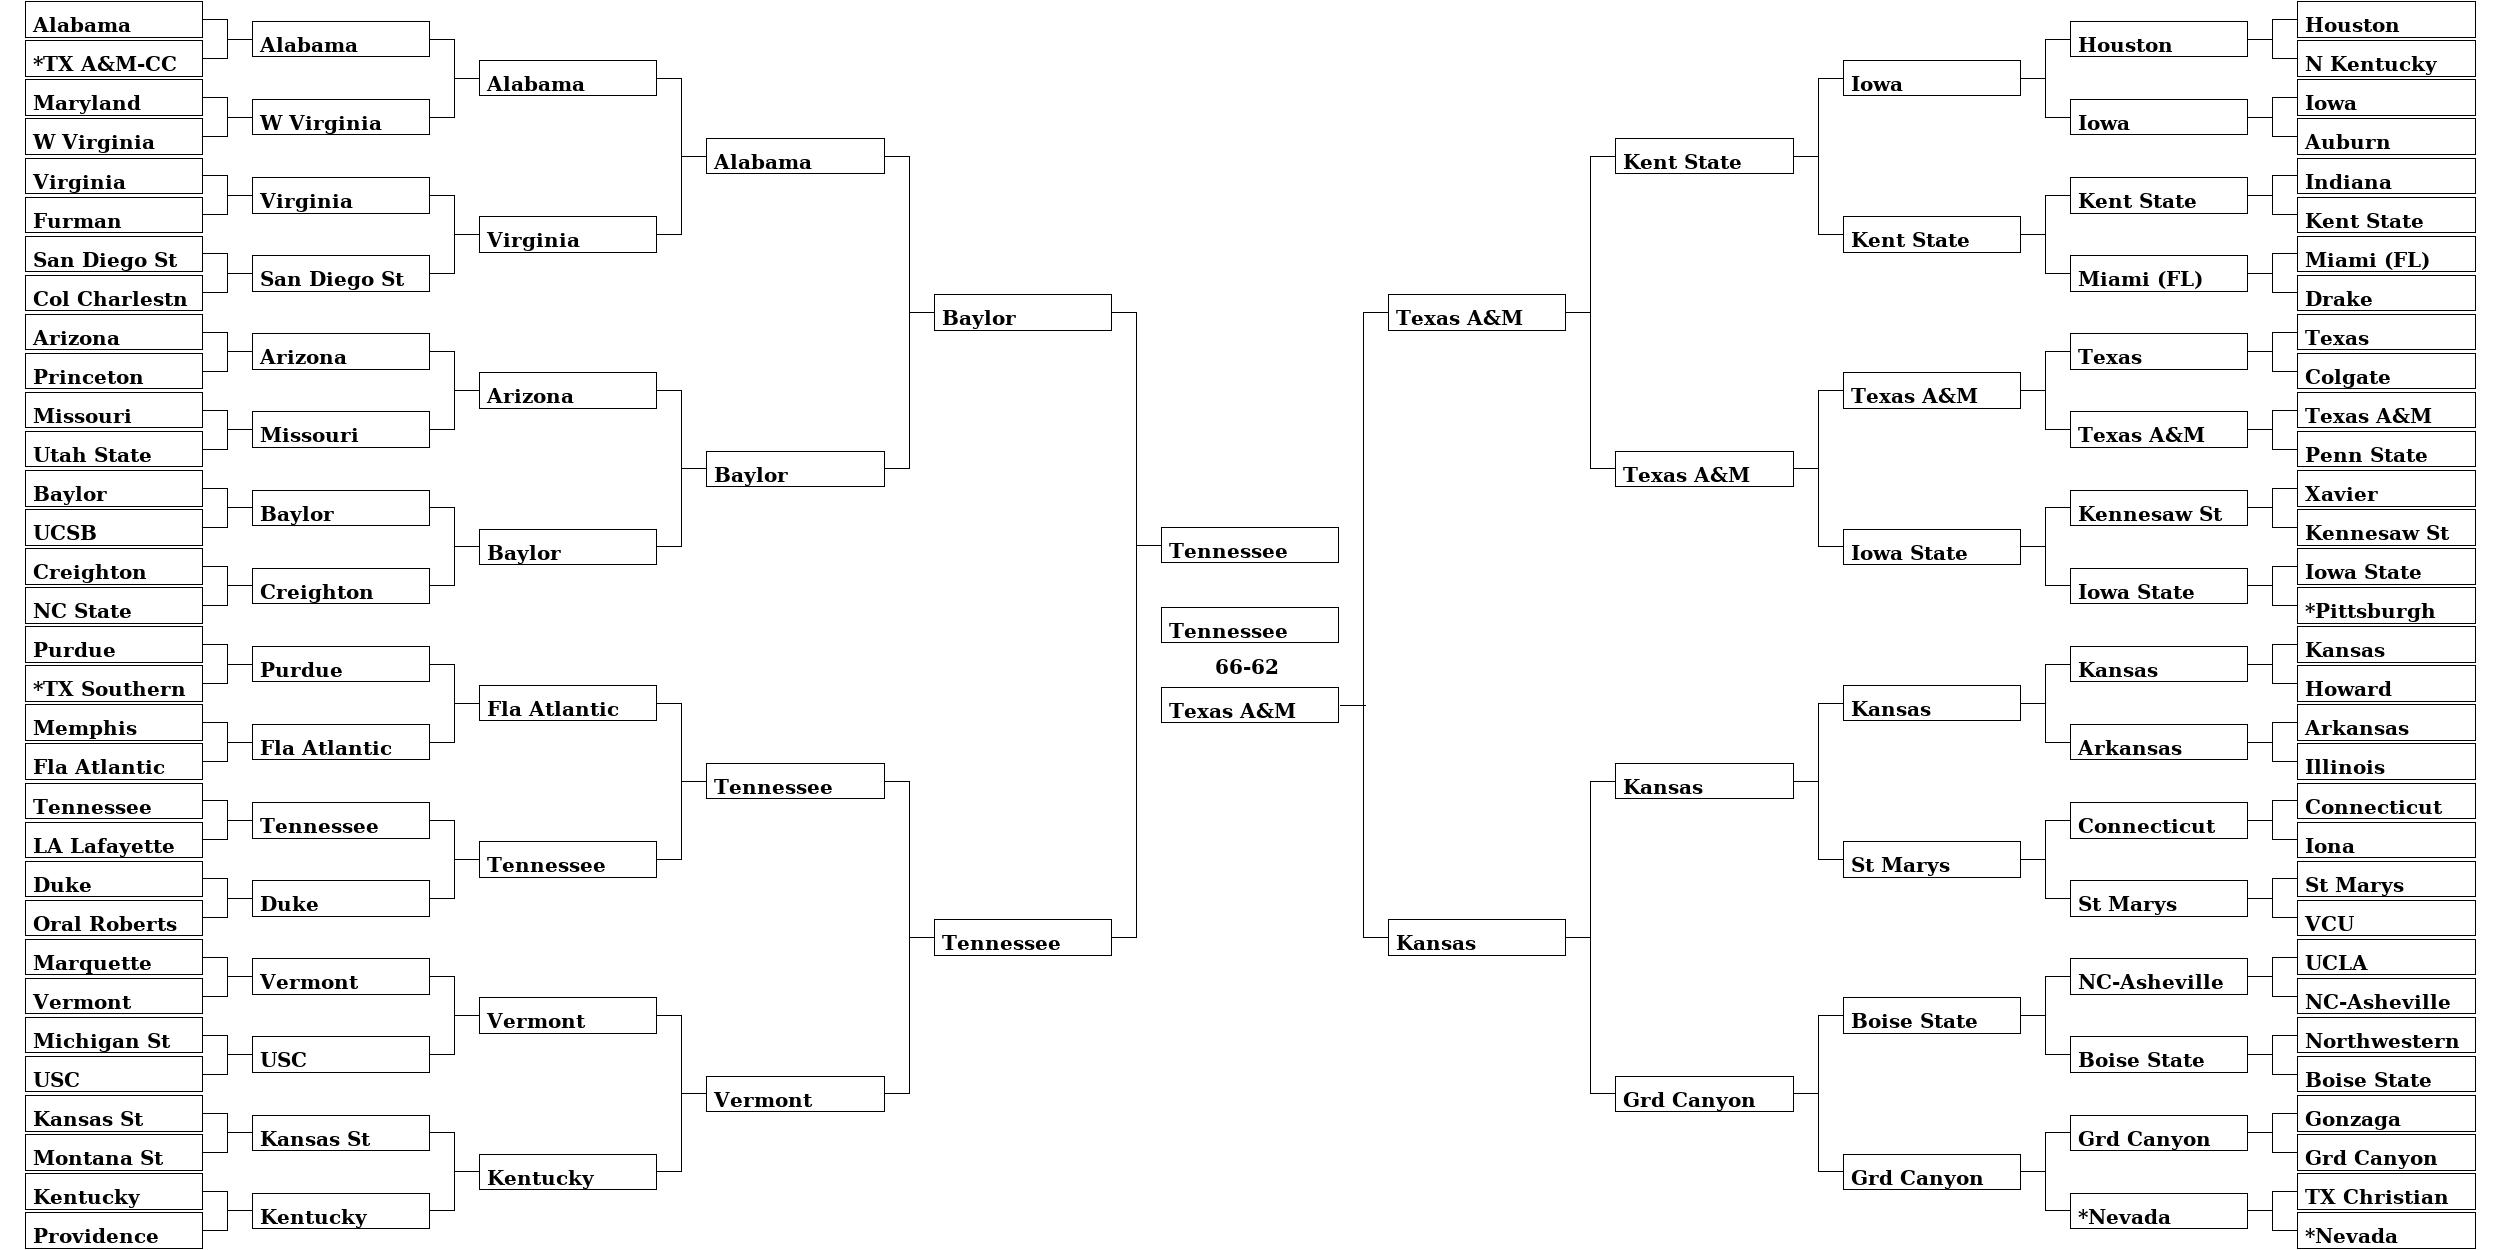 Alabama
*TX A&M-CC
Maryland
W Virginia
Virginia
Furman
San Diego St
Col Charlestn
Arizona
Princeton
Missouri
Utah State
Baylor
UCSB
Creighton
NC State
Purdue
*TX Southern
Memphis
Fla Atlantic
Tennessee
LA Lafayette
Duke
Oral Roberts
Marquette
Vermont
Michigan St
USC
Kansas St
Montana St
Kentucky
Providence
Alabama
W Virginia
Virginia
San Diego St
Arizona
Missouri
Baylor
Creighton
Purdue
Fla Atlantic
Tennessee
Duke
Vermont
USC
Kansas St
Kentucky
Alabama
Virginia
Arizona
Baylor
Fla Atlantic
Tennessee
Vermont
Kentucky
Alabama
Baylor
Tennessee
Vermont
Baylor
Tennessee
Tennessee
Tennessee
66-62
Texas A&M
Texas A&M
Kansas
Kent State
Texas A&M
Kansas
Grd Canyon
Iowa
Kent State
Texas A&M
Iowa State
Kansas
St Marys
Boise State
Grd Canyon
Houston
Iowa
Kent State
Miami (FL)
Texas
Texas A&M
Kennesaw St
Iowa State
Kansas
Arkansas
Connecticut
St Marys
NC-Asheville
Boise State
Grd Canyon
*Nevada
Houston
N Kentucky
Iowa
Auburn
Indiana
Kent State
Miami (FL)
Drake
Texas
Colgate
Texas A&M
Penn State
Xavier
Kennesaw St
Iowa State
*Pittsburgh
Kansas
Howard
Arkansas
Illinois
Connecticut
Iona
St Marys
VCU
UCLA
NC-Asheville
Northwestern
Boise State
Gonzaga
Grd Canyon
TX Christian
*Nevada